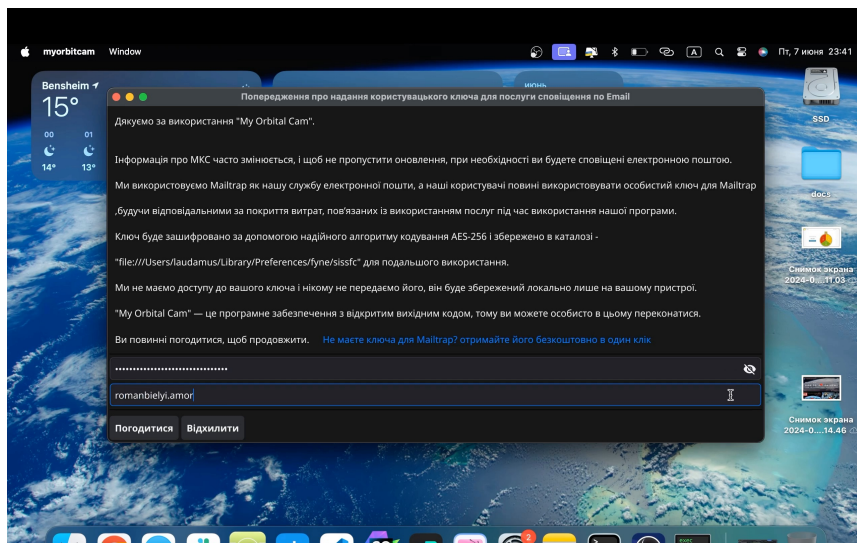 myorbitcam Window
A
Пт, 7 июня 23:41
Bensheim
15°
00 01
14° 13°
июнь
SSD
docs
Снимок экрана
2024-0....11.03
Снимок экрана
2024-0....14.46
Попередження про надання користувацького ключа для послуги сповіщення по Email
Дякуємо за використання "My Orbital Cam".
Інформація про МКС часто змінюється, і щоб не пропустити оновлення, при необхідності ви будете сповіщені електронною поштою.
Ми використовуємо Mailtrap як нашу службу електронної пошти, а наші користувачі повині використовувати особистий ключ для Mailtrap
,будучи відповідальними за покриття витрат, пов'язаних із використанням послуг під час використання нашої програми.
Ключ буде зашифровано за допомогою надійного алгоритму кодування AES-256 і збережено в каталозі -
"file:///Users/laudamus/Library/Preferences/fyne/sissfc" для подальшого використання.
Ми не маємо доступу до вашого ключа і нікому не передаємо його, він буде збережений локально лише на вашому пристрої.
"My Orbital Cam" — це програмне забезпечення з відкритим вихідним кодом, тому ви можете особисто в цьому переконатися.
Ви повинні погодитися, щоб продовжити. Не маєте ключа для Mailtrap? отримайте його безкоштовно в один клік
romanbielyi.amor
Погодитися Відхилити
2
exec